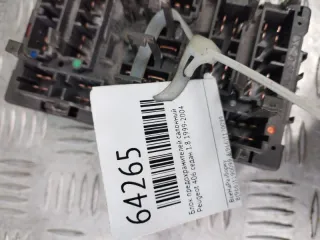 64265
Блок предохранителей салонный
Peugeot 406 седан 1.8 1999-2004